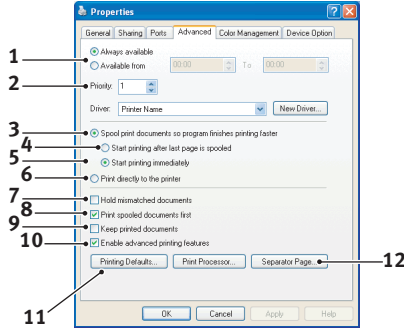 Properties
General Sharing Ports Advanced Color Management Device Option
1 Always available
Available from 00:00 To 00:00
2 Priority: 1
Driver: Printer Name New Driver...
3 Spool print documents so program finishes printing faster
4 Start printing after last page is spooled
5 Start printing immediately
6 Print directly to the printer
7 Hold mismatched documents
8 Print spooled documents first
9 Keep printed documents
10 Enable advanced printing features
Printing Defaults... Print Processor... Separator Page... 12
11
OK Cancel Apply Help